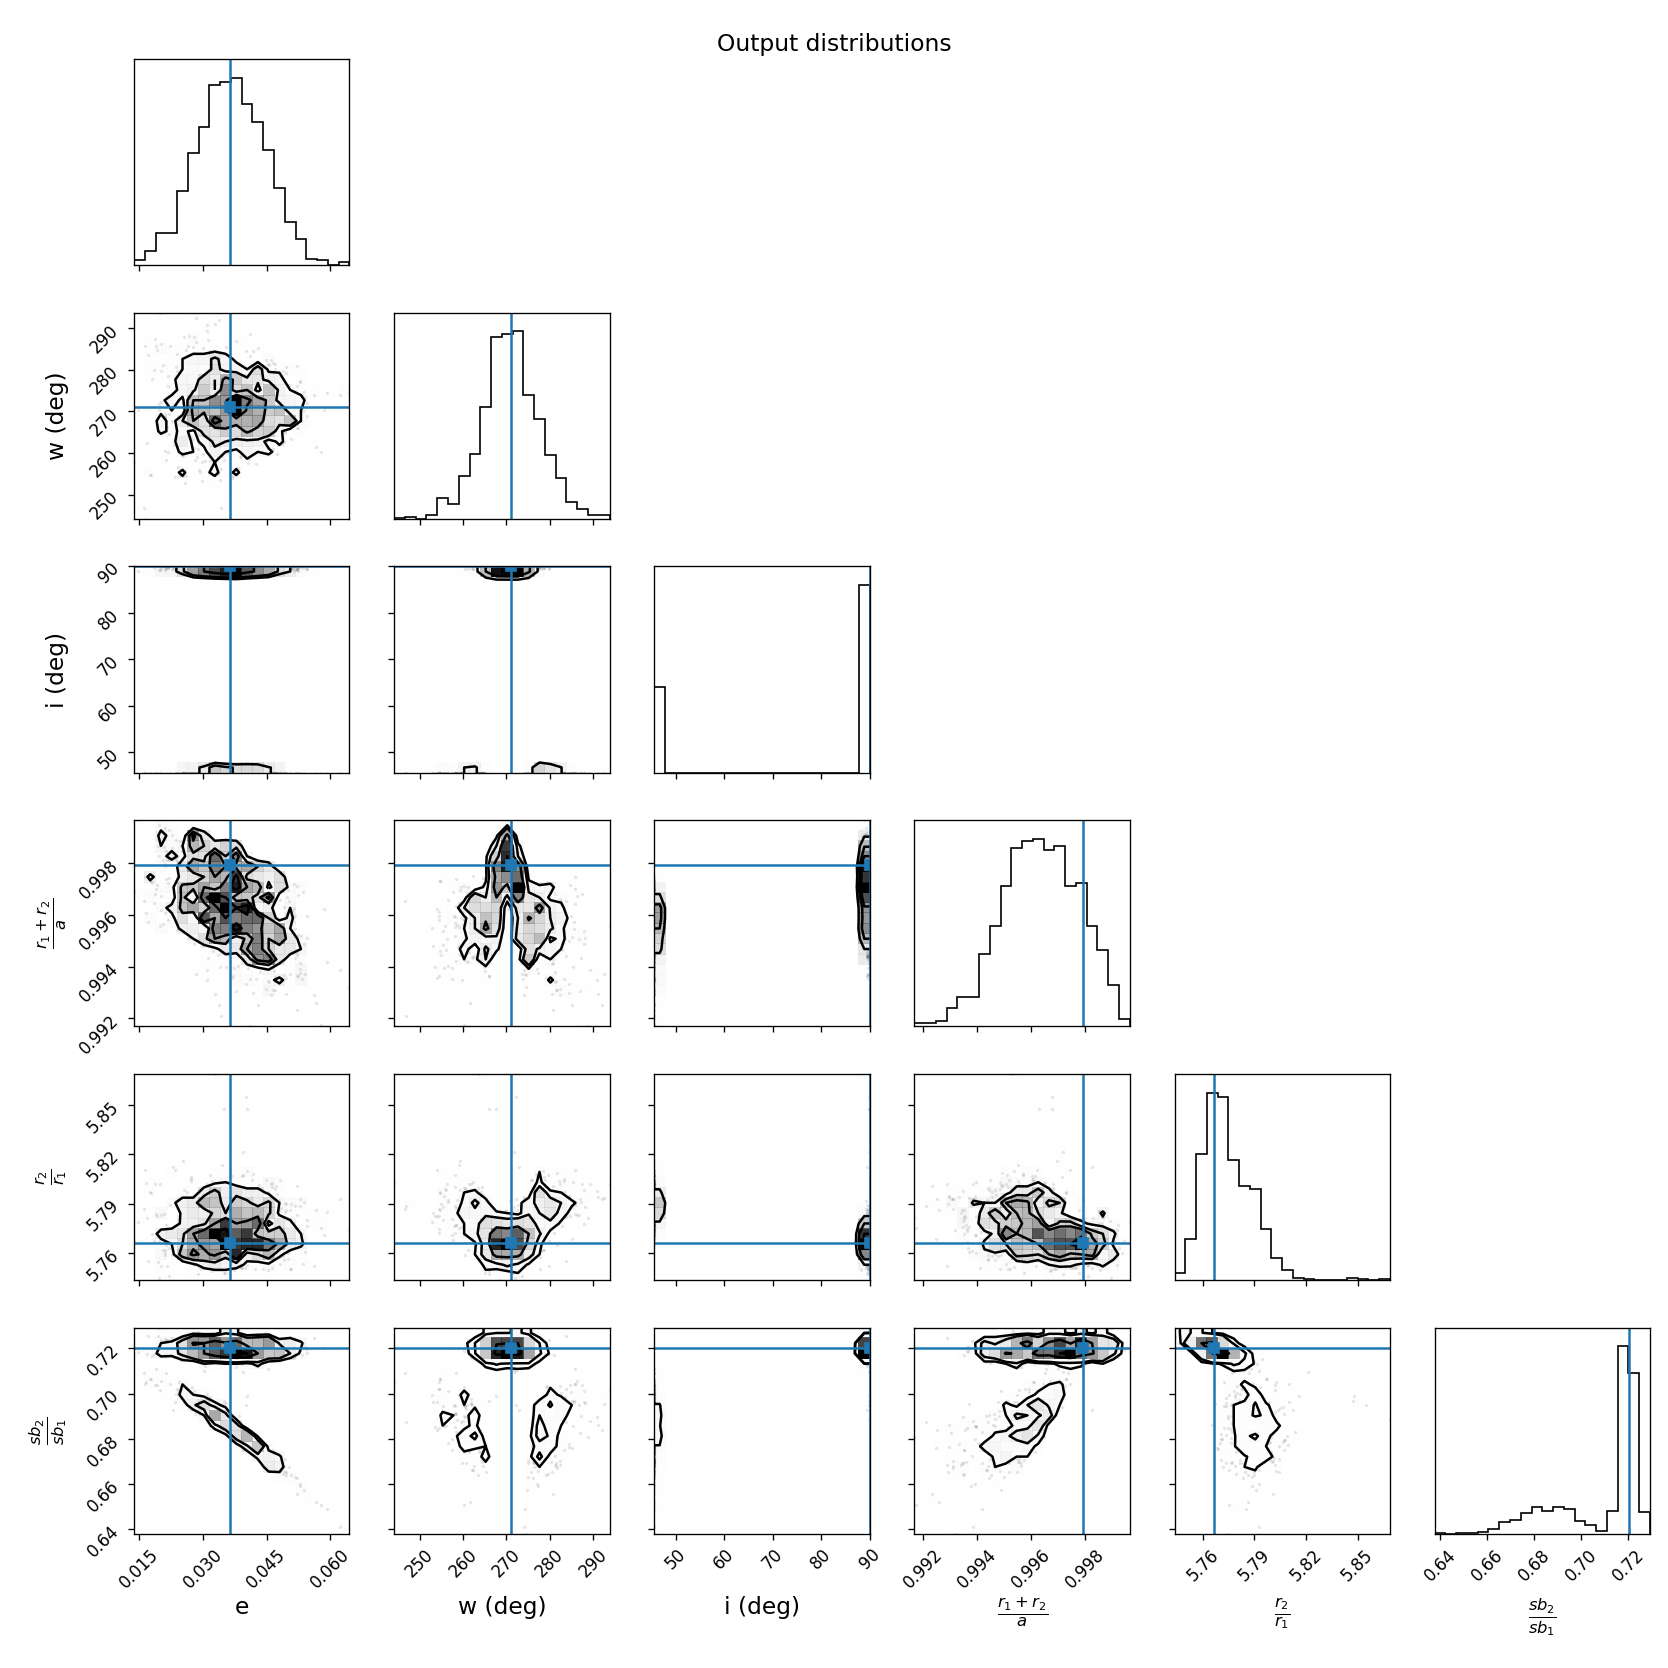 Output distributions
w (deg)
290
280
270
260
250
i (deg)
90
80
70
60
50
r₁ + r₂
a
0.998
0.996
0.994
0.992
r₂
r₁
5.85
5.82
5.79
5.76
sb₂
sb₁
0.72
0.70
0.68
0.66
0.64
0.015 0.030 0.045 0.060 250 260 270 280 290 50 60 70 80 90 0.992 0.994 0.996 0.998 5.76 5.79 5.82 5.85 0.64 0.66 0.68 0.70 0.72
e w (deg) i (deg) r₁ + r₂ r₂ sb₂
a r₁ sb₁